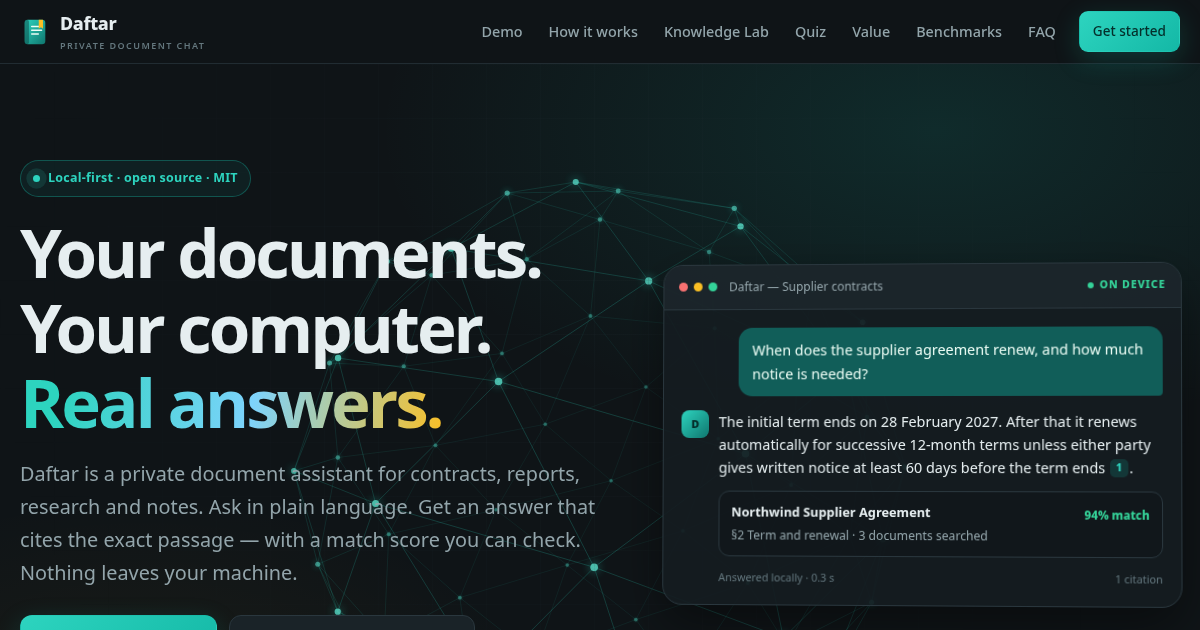 Daftar
PRIVATE DOCUMENT CHAT
Demo
How it works
Knowledge Lab
Quiz
Value
Benchmarks
FAQ
Get started
Local-first · open source · MIT
Your documents.
Your computer.
Real answers.
Daftar is a private document assistant for contracts, reports,
research and notes. Ask in plain language. Get an answer that
cites the exact passage — with a match score you can check.
Nothing leaves your machine.
Daftar — Supplier contracts
ON DEVICE
When does the supplier agreement renew, and how much
notice is needed?
D
The initial term ends on 28 February 2027. After that it renews
automatically for successive 12-month terms unless either party
gives written notice at least 60 days before the term ends 1.
Northwind Supplier Agreement
94% match
§2 Term and renewal · 3 documents searched
Answered locally · 0.3 s
1 citation